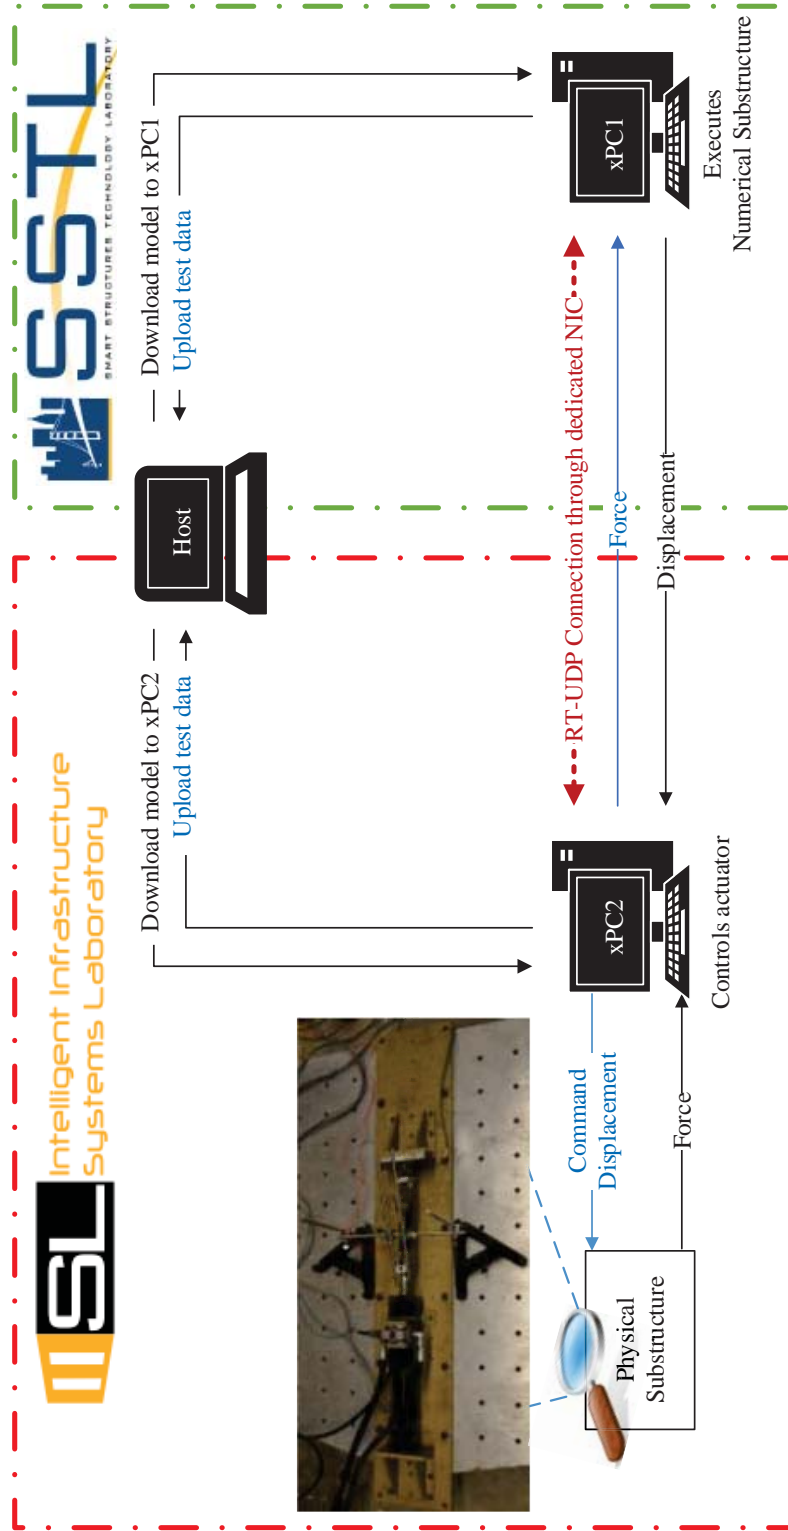 IISL
Intelligent Infrastructure
Systems Laboratory
SSTL
SMART STRUCTURES TECHNOLOGY LABORATORY
Download model to xPC2
Upload test data
Host
Download model to xPC1
Upload test data
RT-UDP Connection through dedicated NIC
Force
Displacement
xPC2
Controls actuator
xPC1
Executes
Numerical Substructure
Command
Displacement
Force
Physical
Substructure